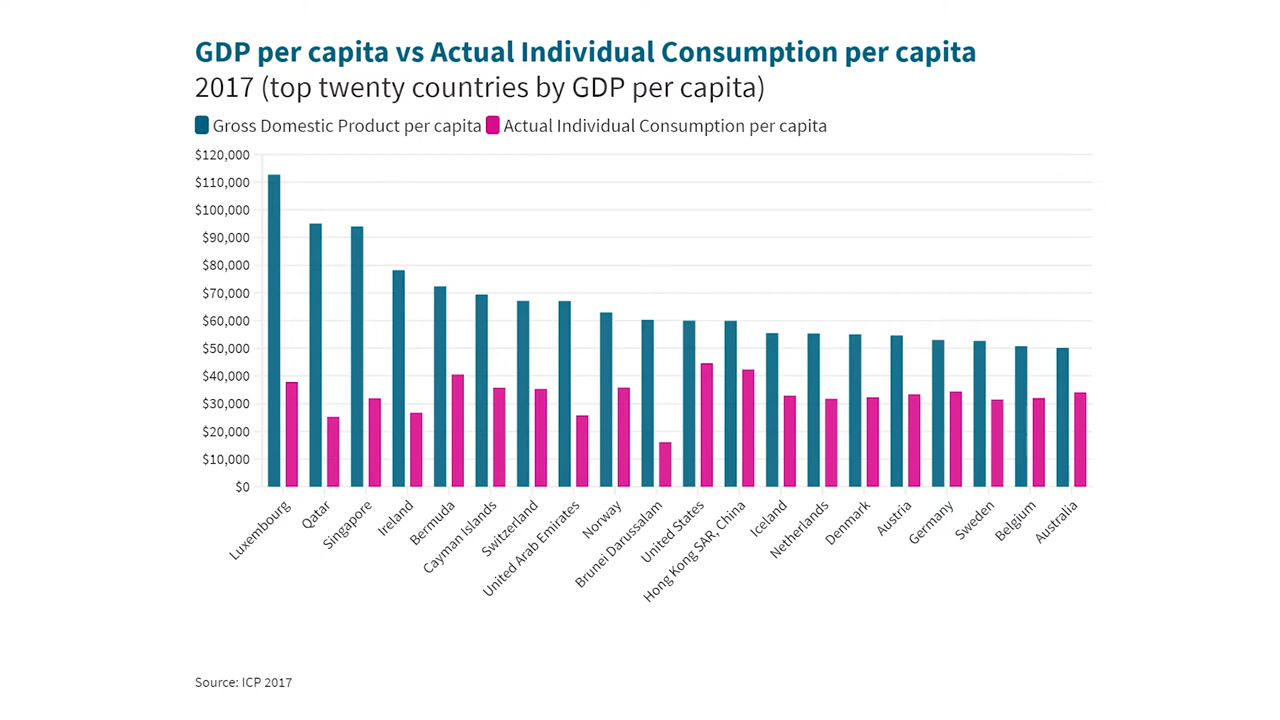 GDP per capita vs Actual Individual Consumption per capita
2017 (top twenty countries by GDP per capita)
Gross Domestic Product per capita Actual Individual Consumption per capita
$120,000
$110,000
$100,000
$90,000
$80,000
$70,000
$60,000
$50,000
$40,000
$30,000
$20,000
$10,000
$0
Luxembourg
Qatar
Singapore
Ireland
Bermuda
Cayman Islands
Switzerland
United Arab Emirates
Norway
Brunei Darussalam
United States
Hong Kong SAR, China
Iceland
Netherlands
Denmark
Austria
Germany
Sweden
Belgium
Australia
Source: ICP 2017